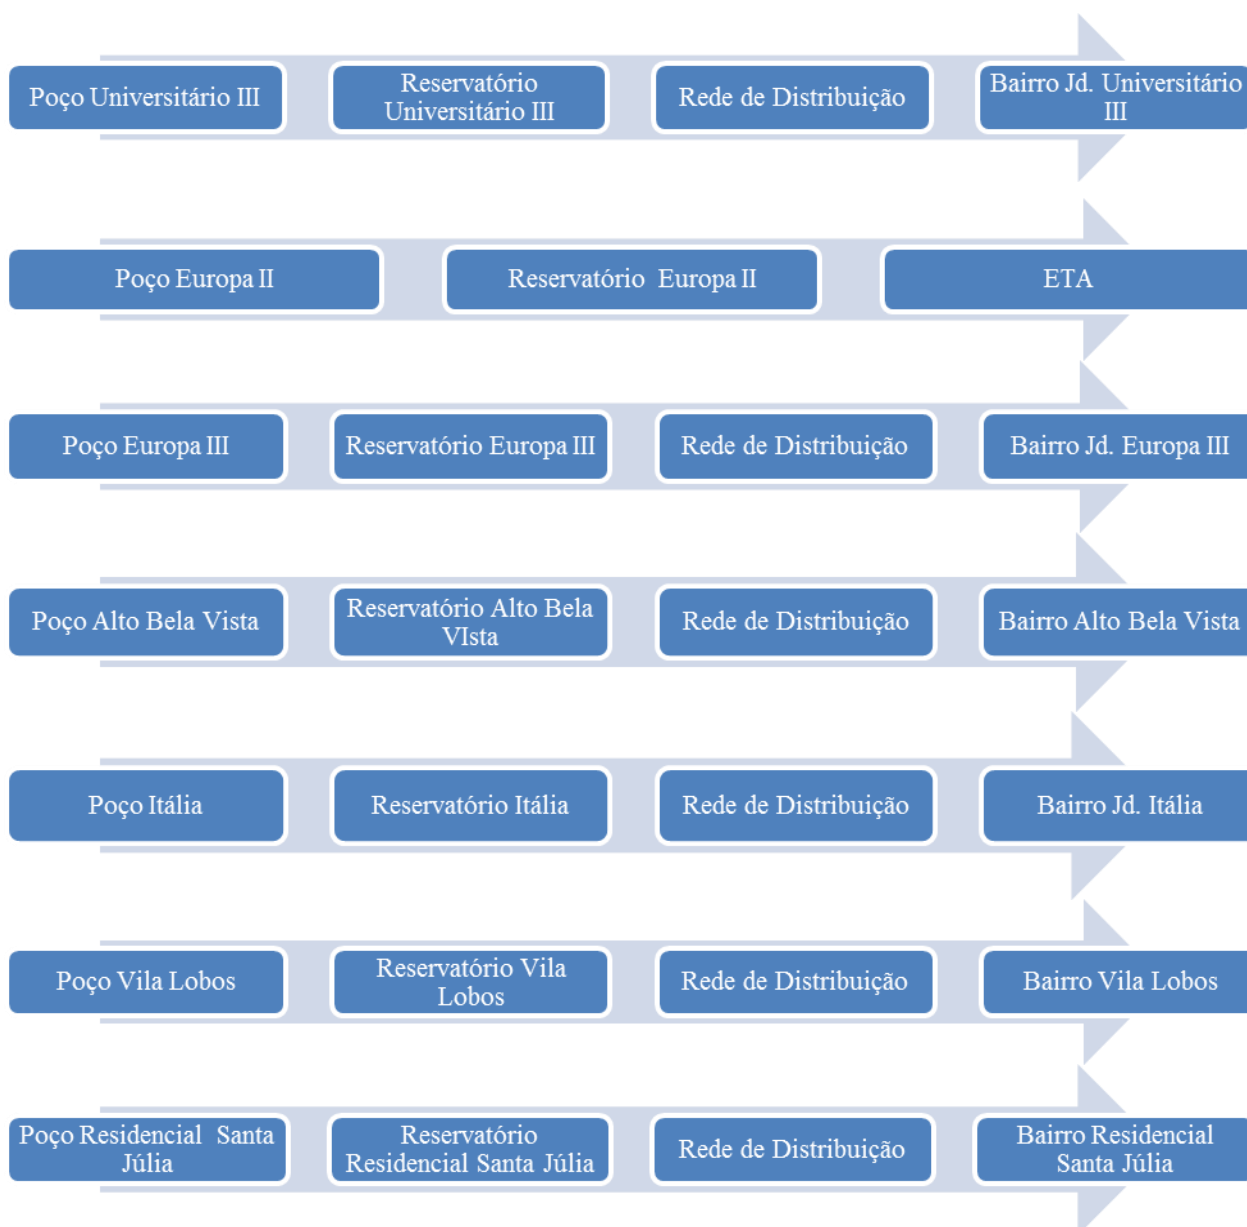 Poço Universitário III
Reservatório
Universitário III
Rede de Distribuição
Bairro Jd. Universitário
III
Poço Europa II
Reservatório Europa II
ETA
Poço Europa III
Reservatório Europa III
Rede de Distribuição
Bairro Jd. Europa III
Poço Alto Bela Vista
Reservatório Alto Bela
VIsta
Rede de Distribuição
Bairro Alto Bela Vista
Poço Itália
Reservatório Itália
Rede de Distribuição
Bairro Jd. Itália
Poço Vila Lobos
Reservatório Vila
Lobos
Rede de Distribuição
Bairro Vila Lobos
Poço Residencial Santa
Júlia
Reservatório
Residencial Santa Júlia
Rede de Distribuição
Bairro Residencial
Santa Júlia